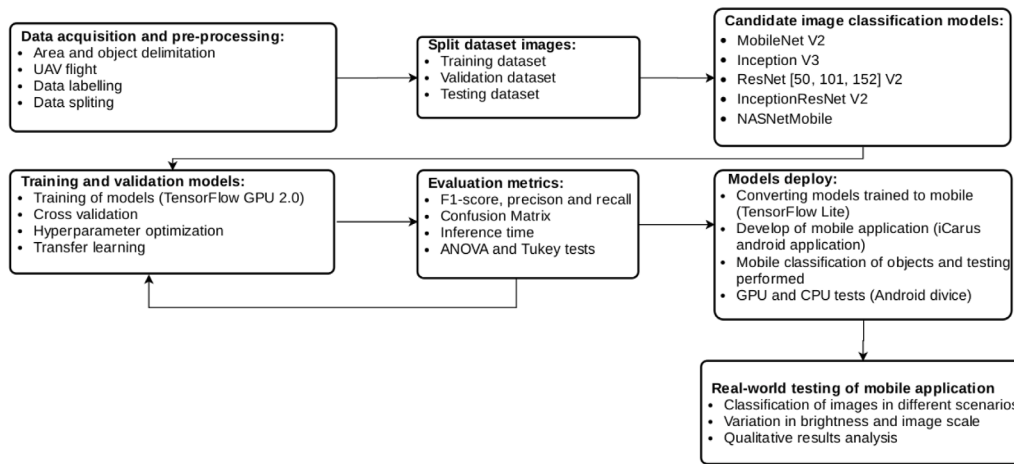 Data acquisition and pre-processing:
• Area and object delimitation
• UAV flight
• Data labelling
• Data spliting
Split dataset images:
• Training dataset
• Validation dataset
• Testing dataset
Candidate image classification models:
• MobileNet V2
• Inception V3
• ResNet [50, 101, 152] V2
• InceptionResNet V2
• NASNetMobile
Training and validation models:
• Training of models (TensorFlow GPU 2.0)
• Cross validation
• Hyperparameter optimization
• Transfer learning
Evaluation metrics:
• F1-score, precison and recall
• Confusion Matrix
• Inference time
• ANOVA and Tukey tests
Models deploy:
• Converting models trained to mobile
(TensorFlow Lite)
• Develop of mobile application (iCarus
android application)
• Mobile classification of objects and testing
performed
• GPU and CPU tests (Android divice)
Real-world testing of mobile application
• Classification of images in different scenarios
• Variation in brightness and image scale
• Qualitative results analysis